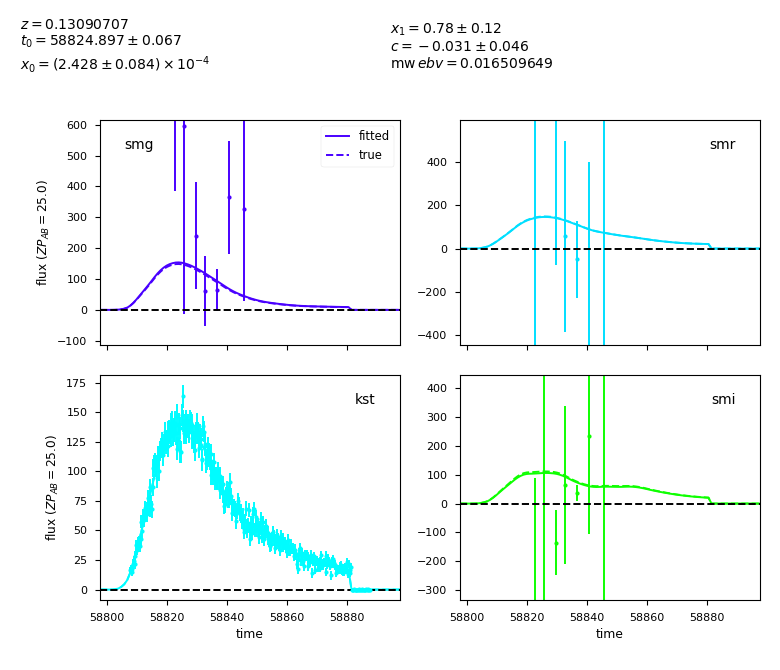 z = 0.13090707
t₀ = 58824.897 ± 0.067
x₀ = (2.428 ± 0.084) × 10⁻⁴
x₁ = 0.78 ± 0.12
c = −0.031 ± 0.046
mw ebv = 0.016509649
smg
fitted
true
600
500
400
300
200
100
0
−100
flux (ZP_AB = 25.0)
smr
400
200
0
−200
−400
kst
175
150
125
100
75
50
25
0
flux (ZP_AB = 25.0)
58800 58820 58840 58860 58880
time
smi
400
300
200
100
0
−100
−200
−300
58800 58820 58840 58860 58880
time